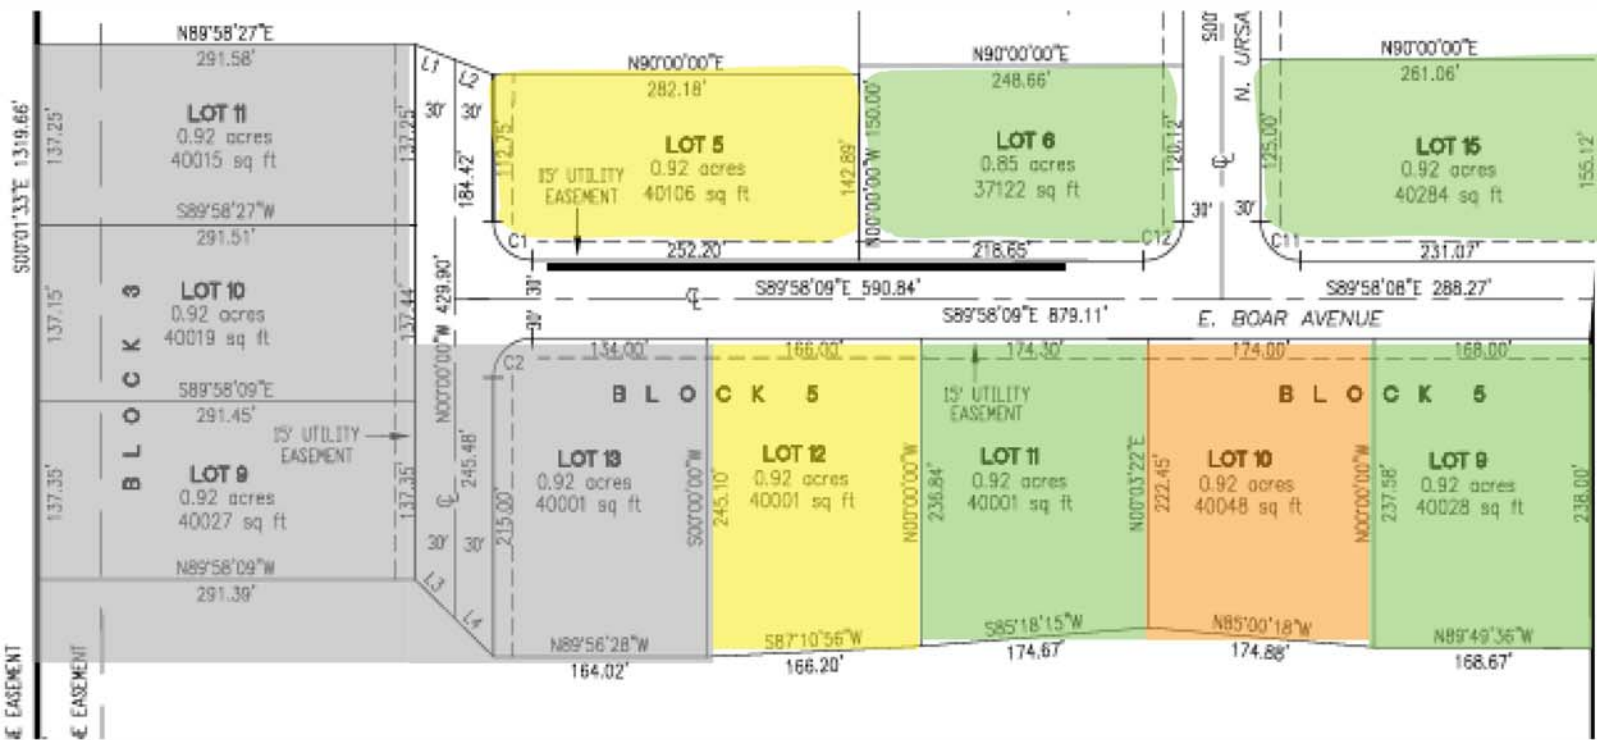 N89°58'27"E
291.58'
LOT 11
0.92 acres
40015 sq ft
137.25'
137.25'
S89°58'27"W
S00°01'33"E 1319.66'
L1
L2
30'
30'
184.42'
N90°00'00"E
282.18'
112.75'
LOT 5
0.92 acres
40106 sq ft
15' UTILITY
EASEMENT
142.89'
C1
252.20'
N90°00'00"E
248.66'
N00°00'00"W 150.00'
LOT 6
0.85 acres
37122 sq ft
120.12'
C12
218.65'
S00°
N. URSA
30'
30'
N90°00'00"E
261.06'
125.00'
LOT 15
0.92 acres
40284 sq ft
155.12'
C11
231.07'
291.51'
LOT 10
0.92 acres
40019 sq ft
137.15'
137.44'
S89°58'09"E
BLOCK 3
N00°00'00"W 429.90'
30'
30'
S89°58'09"E 590.84'
S89°58'08"E 288.27'
S89°58'09"E 879.11'
E. BOAR AVENUE
291.45'
15' UTILITY
EASEMENT
LOT 9
0.92 acres
40027 sq ft
137.35'
137.35'
N89°58'09"W
291.39'
245.48'
30'
30'
L3
L4
C2
134.00'
166.00'
174.30'
174.00'
168.00'
BLOCK 5
15' UTILITY
EASEMENT
BLOCK 5
215.00'
LOT 13
0.92 acres
40001 sq ft
S00°00'00"W
245.10'
LOT 12
0.92 acres
40001 sq ft
N00°00'00"W
236.84'
LOT 11
0.92 acres
40001 sq ft
N00°03'22"E
222.45'
LOT 10
0.92 acres
40048 sq ft
N00°00'00"W
237.58'
LOT 9
0.92 acres
40028 sq ft
238.00'
N89°56'28"W
164.02'
S87°10'56"W
166.20'
S85°18'15"W
174.67'
N85°00'18"W
174.88'
N89°49'36"W
168.67'
NE EASEMENT
NE EASEMENT